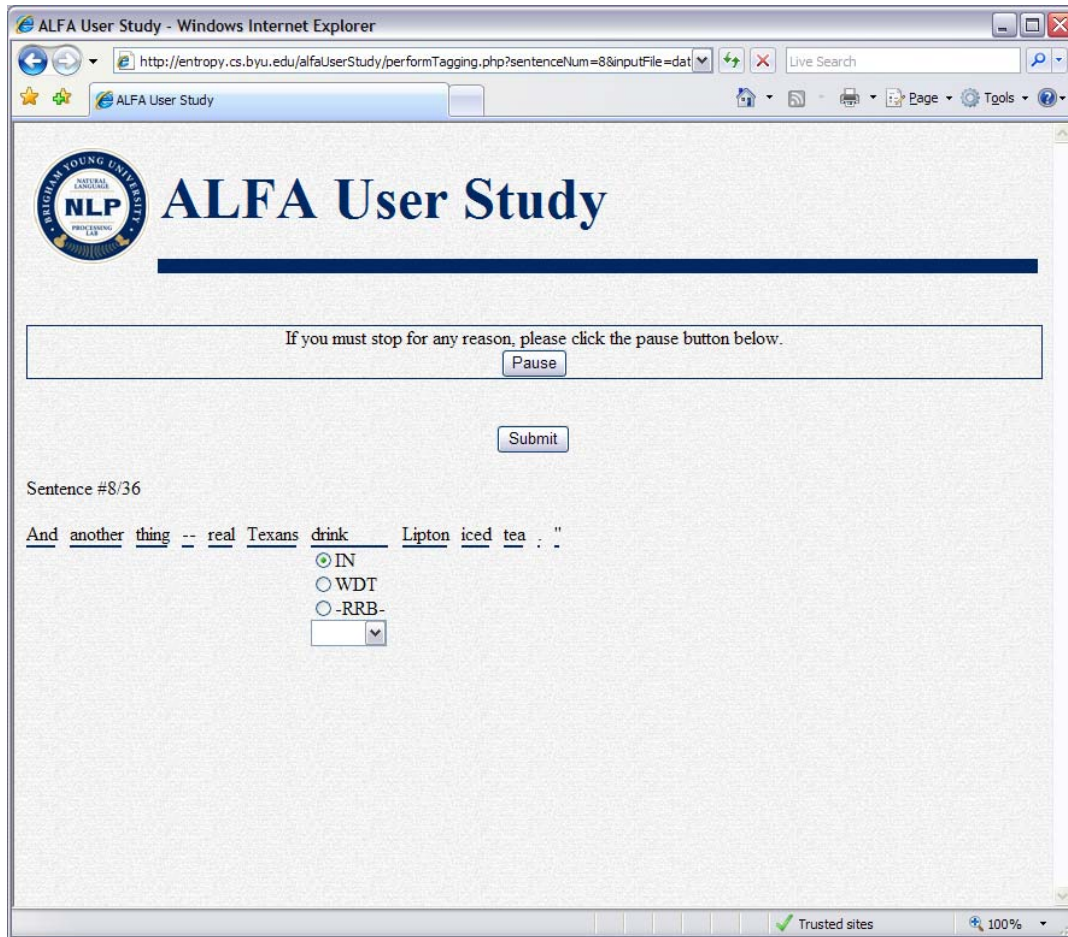 ALFA User Study - Windows Internet Explorer
http://entropy.cs.byu.edu/alfaUserStudy/performTagging.php?sentenceNum=8&inputFile=dat
Live Search
ALFA User Study
Page
Tools
BRIGHAM YOUNG UNIVERSITY
NATURAL
LANGUAGE
NLP
PROCESSING
LAB
ALFA User Study
If you must stop for any reason, please click the pause button below.
Pause
Submit
Sentence #8/36
And another thing -- real Texans drink Lipton iced tea . "
IN
WDT
-RRB-
Trusted sites
100%